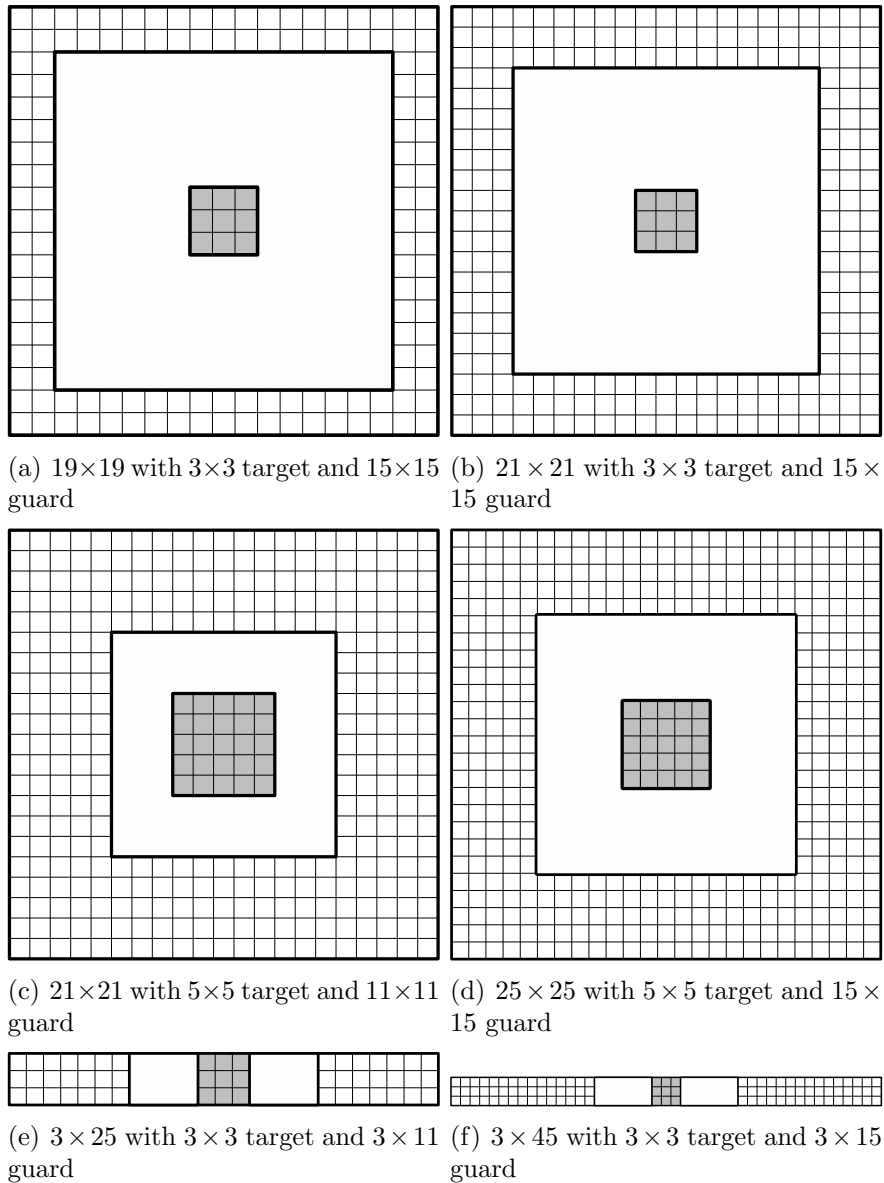 (a) 19×19 with 3×3 target and 15×15
guard
(b) 21 × 21 with 3 × 3 target and 15 ×
15 guard
(c) 21×21 with 5×5 target and 11×11
guard
(d) 25 × 25 with 5 × 5 target and 15 ×
15 guard
(e) 3 × 25 with 3 × 3 target and 3 × 11
guard
(f) 3 × 45 with 3 × 3 target and 3 × 15
guard